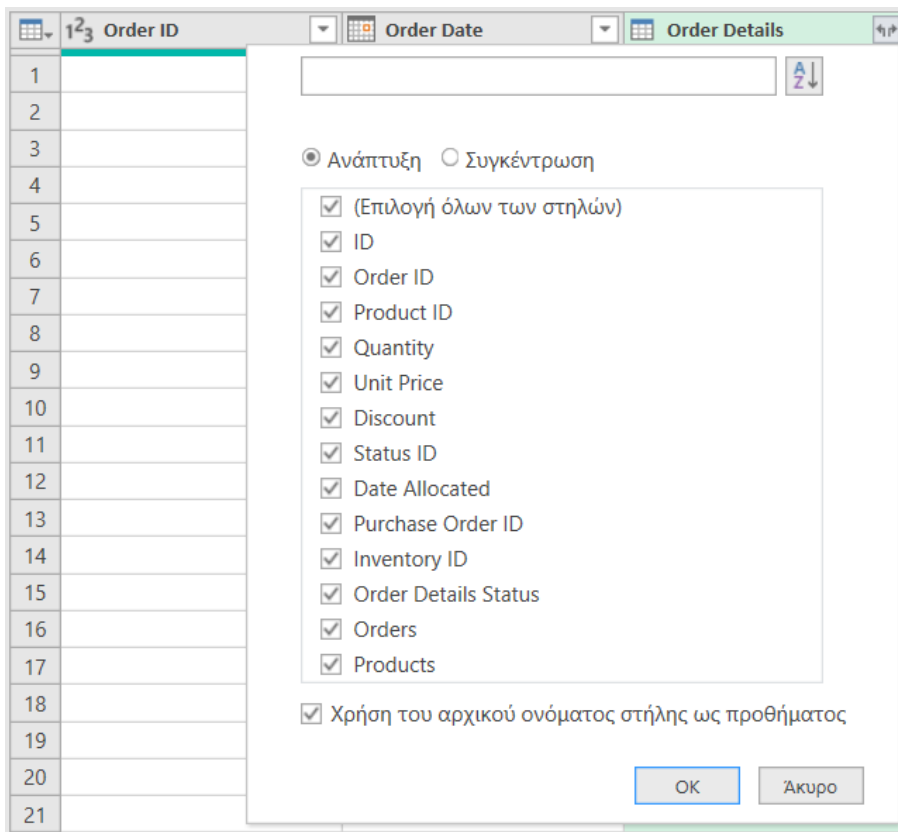 1²3 Order ID Order Date Order Details
A
Z
Ανάπτυξη Συγκέντρωση
(Επιλογή όλων των στηλών)
ID
Order ID
Product ID
Quantity
Unit Price
Discount
Status ID
Date Allocated
Purchase Order ID
Inventory ID
Order Details Status
Orders
Products
Χρήση του αρχικού ονόματος στήλης ως προθήματος
OK Άκυρο
1
2
3
4
5
6
7
8
9
10
11
12
13
14
15
16
17
18
19
20
21